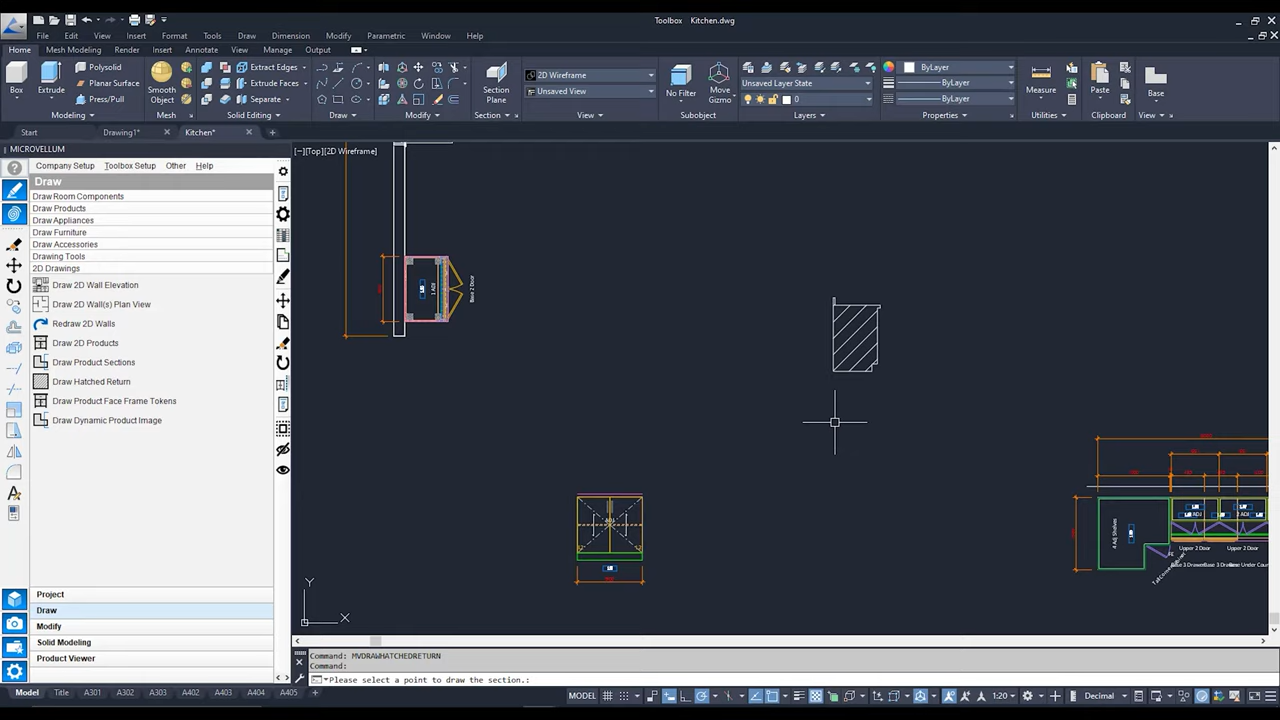 Toolbox Kitchen.dwg
File Edit View Insert Format Tools Draw Dimension Modify Parametric Window Help
Home Mesh Modeling Render Insert Annotate View Manage Output
Box Extrude Polysolid Planar Surface Press/Pull Smooth Object Extract Edges Extrude Faces Separate Section Plane 2D Wireframe Unsaved View No Filter Move Gizmo Unsaved Layer State 0 ByLayer ByLayer ByLayer Measure Paste Base
Modeling Mesh Solid Editing Draw Modify Section View Subobject Layers Properties Utilities Clipboard View
Start Drawing1* Kitchen*
MICROVELLUM
[−][Top][2D Wireframe]
Company Setup Toolbox Setup Other Help
Draw
Draw Room Components
Draw Products
Draw Appliances
Draw Furniture
Draw Accessories
Drawing Tools
2D Drawings
Draw 2D Wall Elevation
Draw 2D Wall(s) Plan View
Redraw 2D Walls
Draw 2D Products
Draw Product Sections
Draw Hatched Return
Draw Product Face Frame Tokens
Draw Dynamic Product Image
Base 2 Door
4 Adj Shelves
Upper 2 Door Upper 2 Door
Y
X
Project
Draw
Modify
Solid Modeling
Product Viewer
Command: MVDRAWHATCHEDRETURN
Command:
Please select a point to draw the section.:
Model Title A301 A302 A303 A402 A403 A404 A405 + MODEL 1:20 Decimal